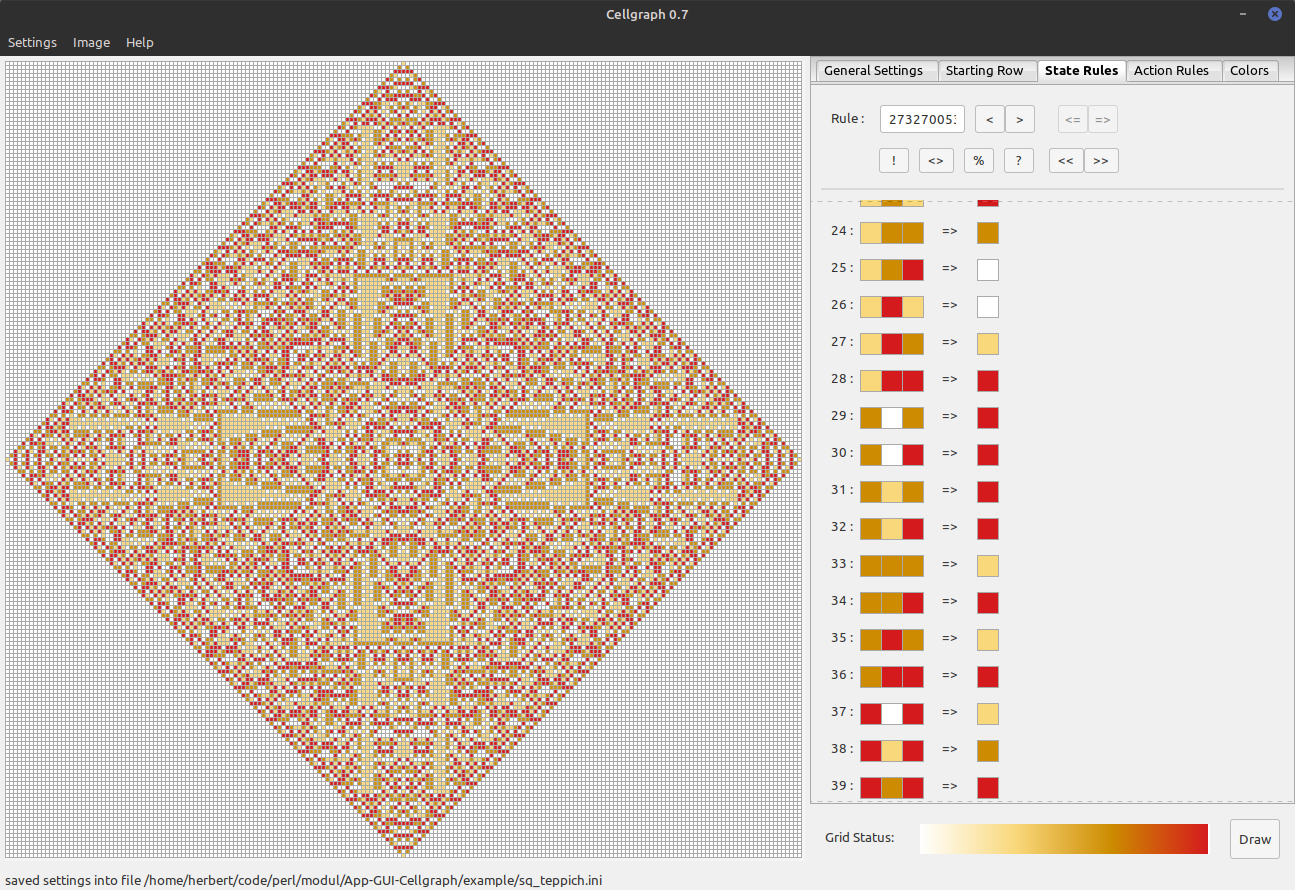 Cellgraph 0.7
Settings Image Help
General Settings Starting Row State Rules Action Rules Colors
Rule : 273270053 < > <= =>
! <> % ? << >>
24 : =>
25 : =>
26 : =>
27 : =>
28 : =>
29 : =>
30 : =>
31 : =>
32 : =>
33 : =>
34 : =>
35 : =>
36 : =>
37 : =>
38 : =>
39 : =>
Grid Status: Draw
saved settings into file /home/herbert/code/perl/modul/App-GUI-Cellgraph/example/sq_teppich.ini